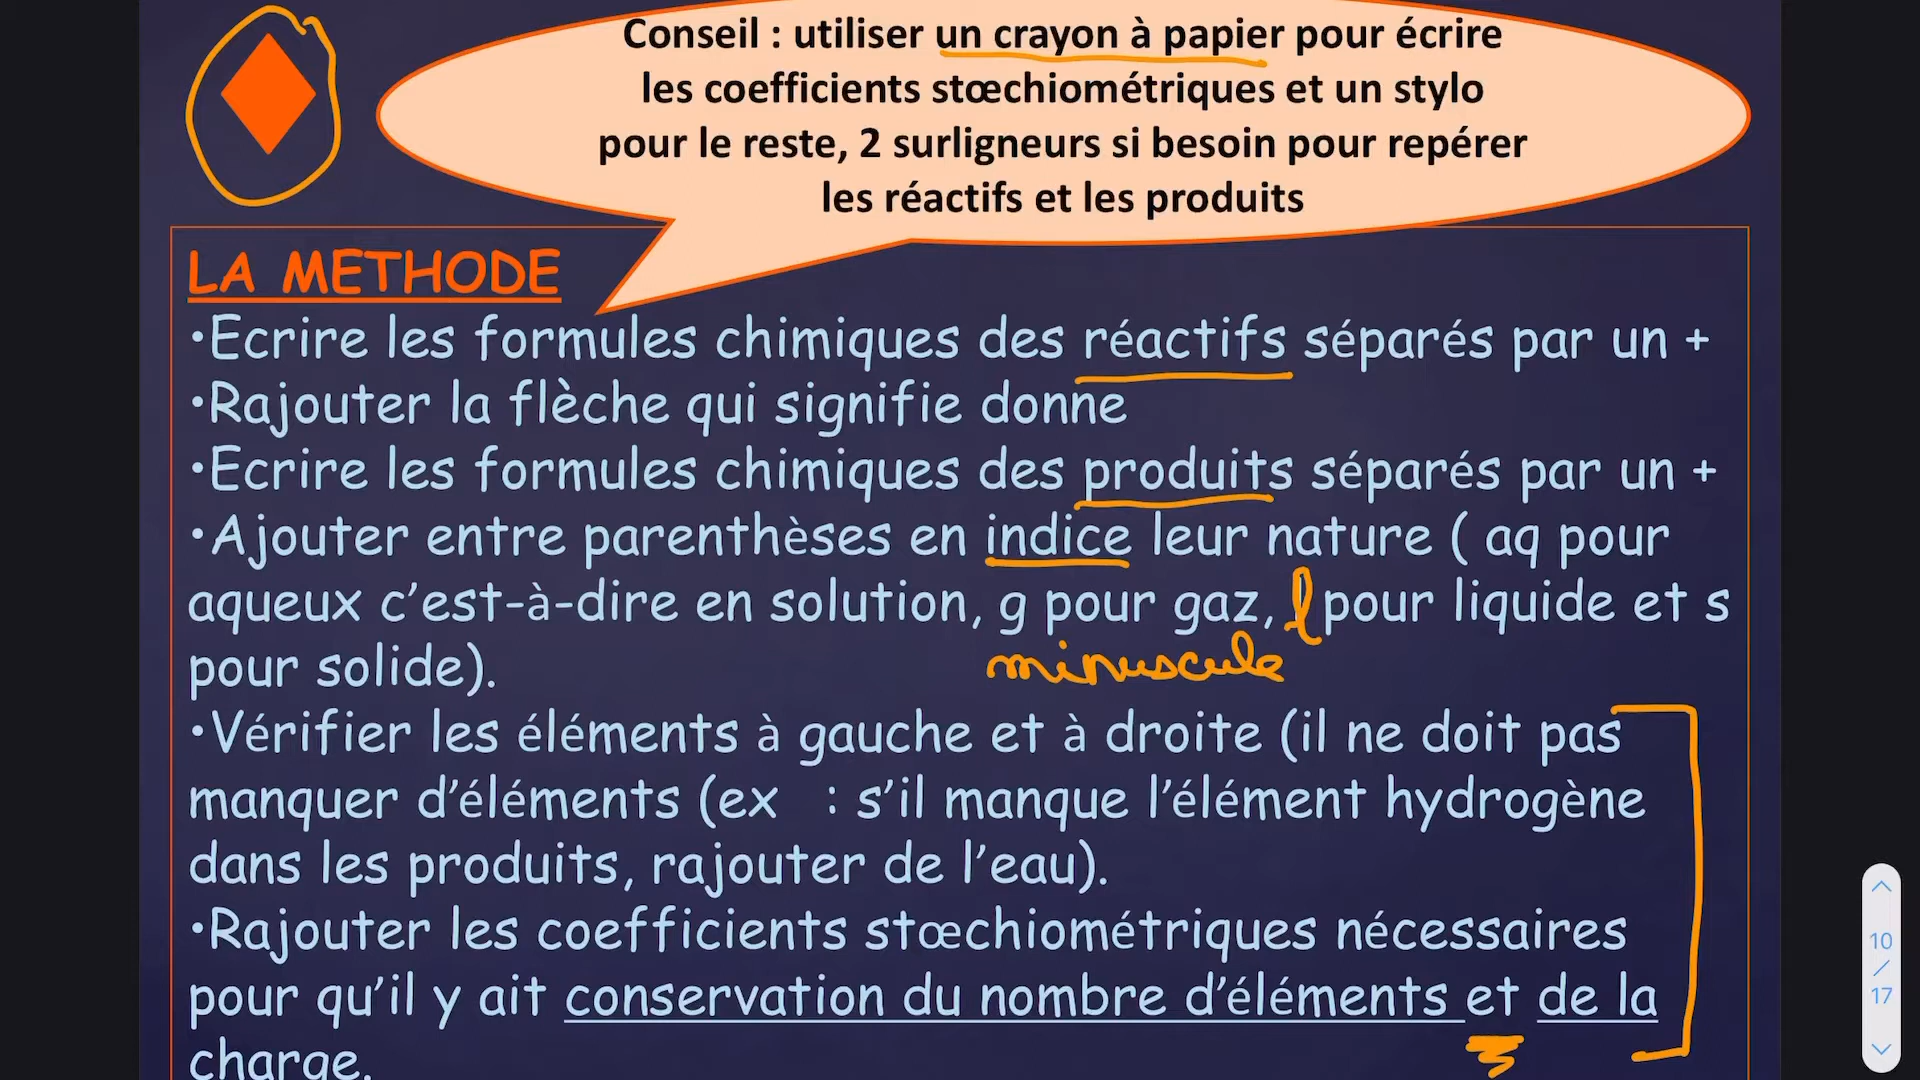 Conseil : utiliser un crayon à papier pour écrire
les coefficients stœchiométriques et un stylo
pour le reste, 2 surligneurs si besoin pour repérer
les réactifs et les produits
LA METHODE
•Ecrire les formules chimiques des réactifs séparés par un +
•Rajouter la flèche qui signifie donne
•Ecrire les formules chimiques des produits séparés par un +
•Ajouter entre parenthèses en indice leur nature ( aq pour
aqueux c’est-à-dire en solution, g pour gaz, l pour liquide et s
pour solide).
minuscule
•Vérifier les éléments à gauche et à droite (il ne doit pas
manquer d’éléments (ex : s’il manque l’élément hydrogène
dans les produits, rajouter de l’eau).
•Rajouter les coefficients stœchiométriques nécessaires
pour qu’il y ait conservation du nombre d’éléments et de la
charge.
10
/
17